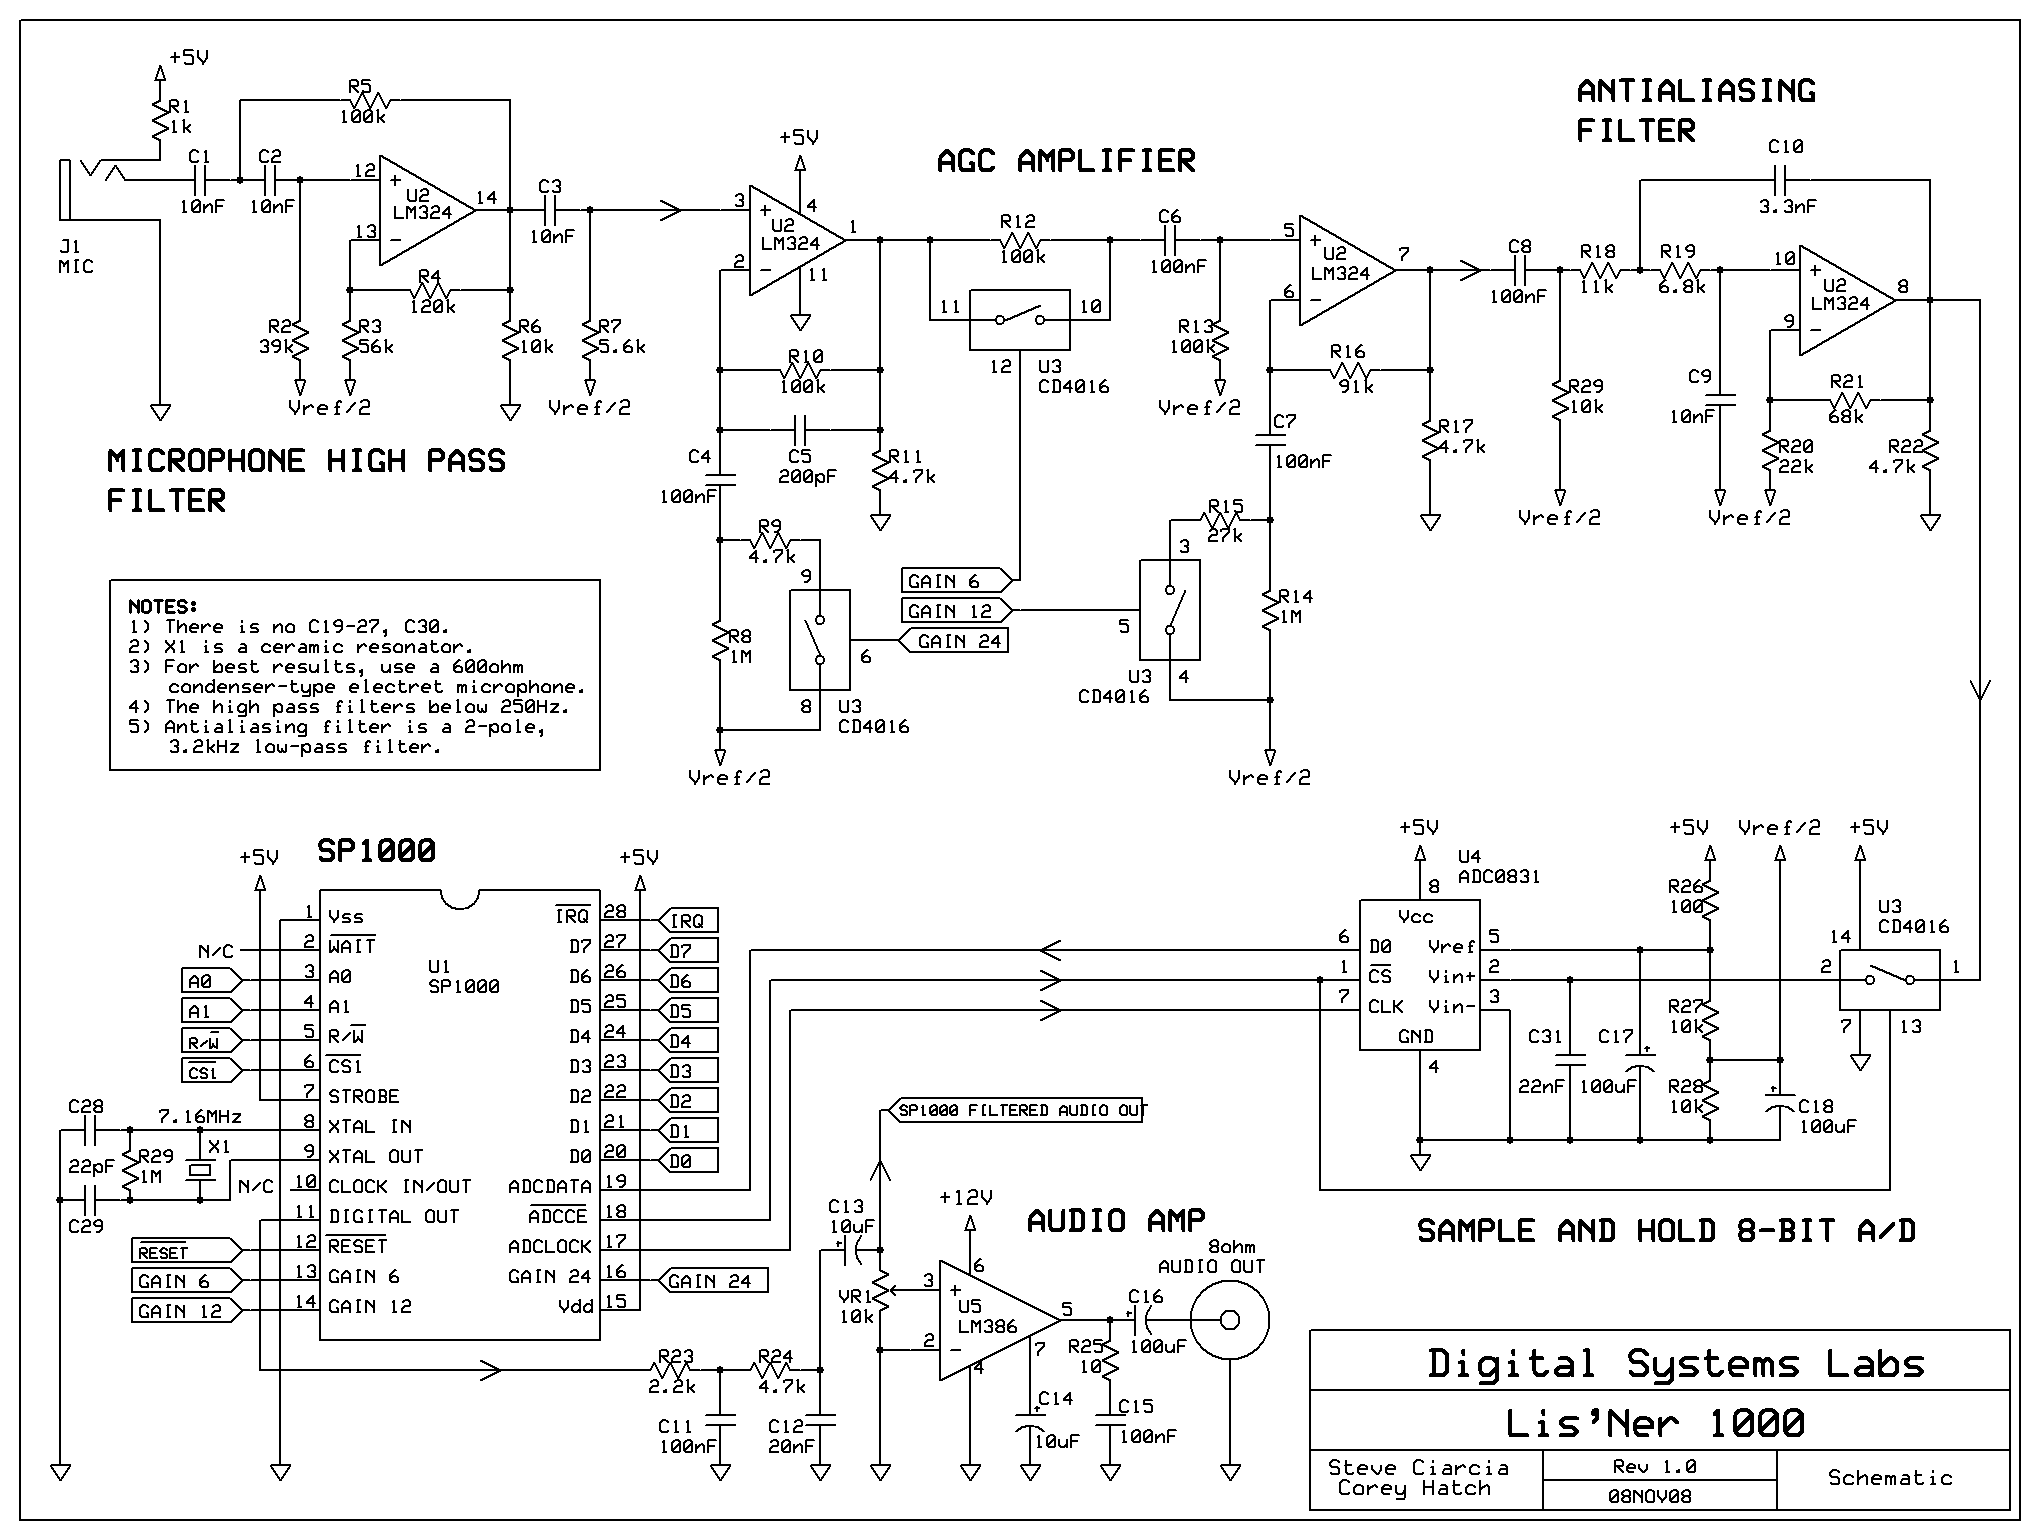 +5V
R1
1k
R5
100k
C1
10nF
C2
10nF
12
13
14
+
-
U2
LM324
C3
10nF
J1
MIC
R4
120k
R2
39k
R3
56k
R6
10k
R7
5.6k
Vref/2
Vref/2
MICROPHONE HIGH PASS
FILTER
AGC AMPLIFIER
+5V
3
4
2
11
1
+
-
U2
LM324
R12
100k
11
10
12
U3
CD4016
R10
100k
C5
200pF
C4
100nF
R11
4.7k
R9
4.7k
9
R8
1M
6
8
U3
CD4016
Vref/2
GAIN 6
GAIN 12
GAIN 24
C6
100nF
R13
100k
Vref/2
5
6
7
+
-
U2
LM324
R16
91k
C7
100nF
R17
4.7k
R15
27k
3
5
4
R14
1M
U3
CD4016
Vref/2
ANTIALIASING
FILTER
C10
3.3nF
C8
100nF
R18
11k
R19
6.8k
10
9
8
+
-
U2
LM324
R29
10k
C9
10nF
R21
68k
R20
22k
R22
4.7k
Vref/2
Vref/2
NOTES:
1) There is no C19-27, C30.
2) X1 is a ceramic resonator.
3) For best results, use a 600ohm
condenser-type electret microphone.
4) The high pass filters below 250Hz.
5) Antialiasing filter is a 2-pole,
3.2kHz low-pass filter.
SP1000
+5V
+5V
U1
SP1000
1 Vss
N/C 2 WAIT
A0 3 A0
A1 4 A1
R/W 5 R/W
CS1 6 CS1
7 STROBE
8 XTAL IN
9 XTAL OUT
N/C 10 CLOCK IN/OUT
11 DIGITAL OUT
RESET 12 RESET
GAIN 6 13 GAIN 6
GAIN 12 14 GAIN 12
IRQ 28 IRQ
D7 27 D7
D6 26 D6
D5 25 D5
D4 24 D4
D3 23 D3
D2 22 D2
D1 21 D1
D0 20 D0
ADCDATA 19
ADCCE 18
ADCLOCK 17
GAIN 24 16 GAIN 24
Vdd 15
C28
7.16MHz
X1
22pF
R29
1M
C29
R23
2.2k
R24
4.7k
C11
100nF
C12
20nF
SP1000 FILTERED AUDIO OUT
C13
+
10uF
VR1
10k
AUDIO AMP
+12V
6
3
2
5
7
4
+
-
U5
LM386
C14
+
10uF
R25
10
C15
100nF
C16
+
100uF
8ohm
AUDIO OUT
+5V
U4
ADC0831
8
Vcc
6 D0
1 CS
7 CLK
Vref 5
Vin+ 2
Vin- 3
GND
4
+5V
Vref/2
+5V
R26
100
R27
10k
R28
10k
C31
22nF
C17
+
100uF
C18
+
100uF
U3
CD4016
14
2
1
7
13
SAMPLE AND HOLD 8-BIT A/D
Digital Systems Labs
Lis'Ner 1000
Steve Ciarcia
Corey Hatch
Rev 1.0
08NOV08
Schematic